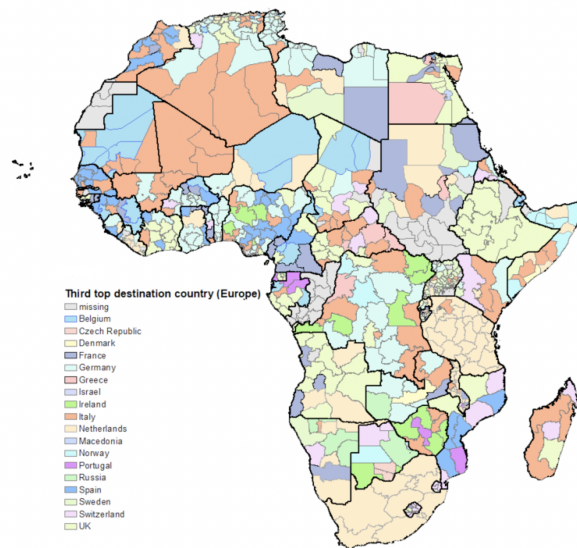 Third top destination country (Europe)
missing
Belgium
Czech Republic
Denmark
France
Germany
Greece
Israel
Ireland
Italy
Netherlands
Macedonia
Norway
Portugal
Russia
Spain
Sweden
Switzerland
UK